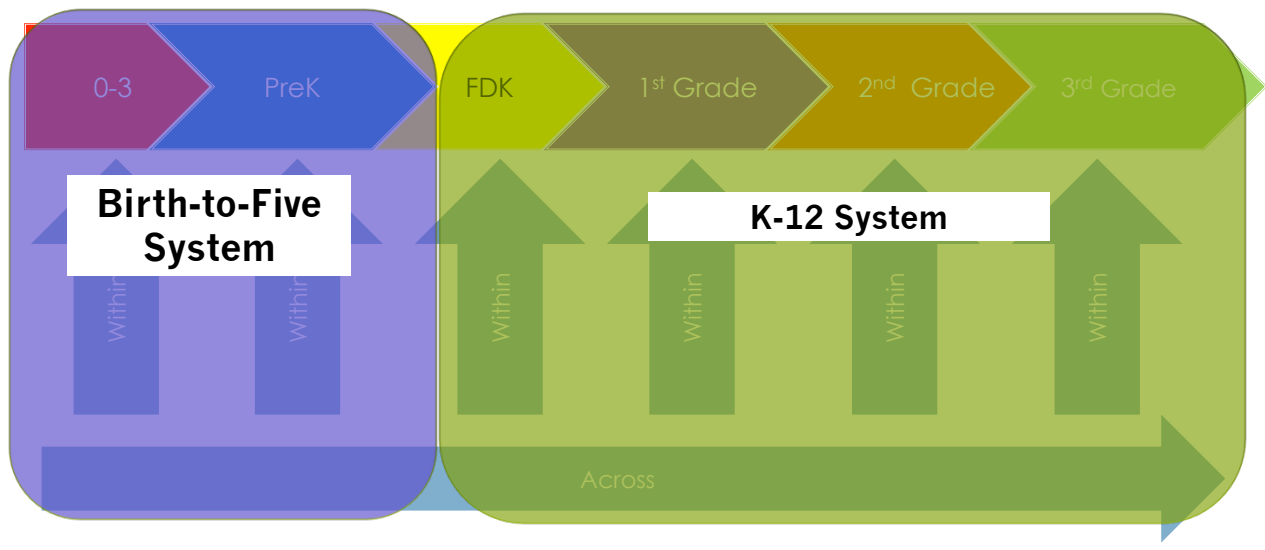 0-3
PreK
FDK
1st Grade
2nd Grade
3rd Grade
Birth-to-Five
System
K-12 System
Within
Within
Within
Within
Within
Within
Across